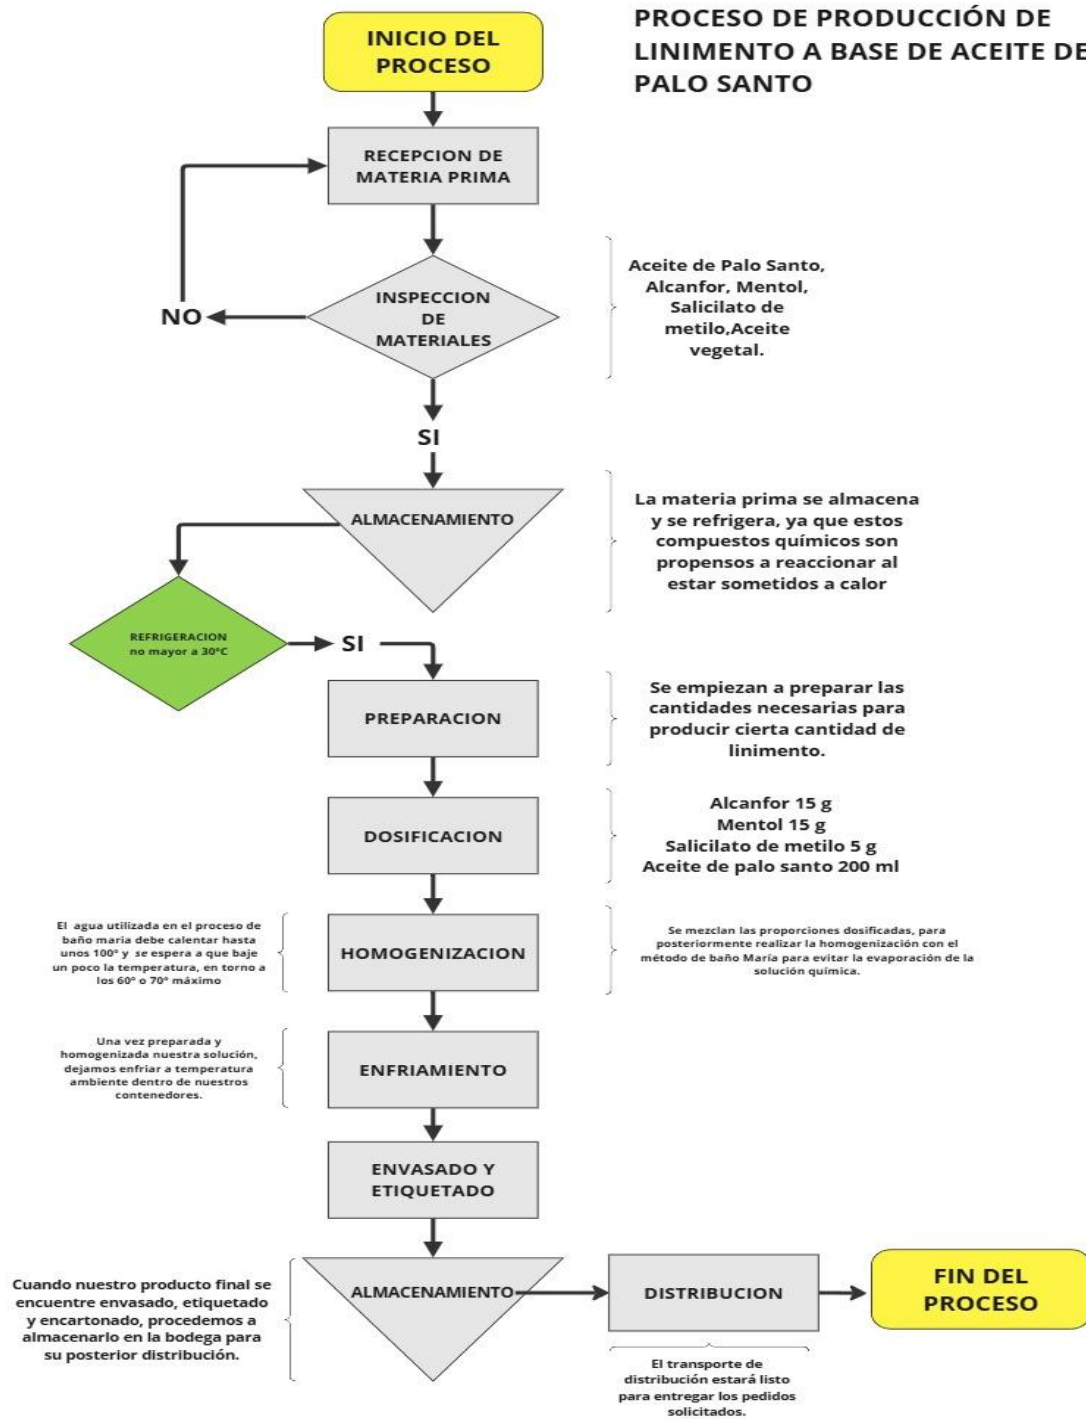 PROCESO DE PRODUCCIÓN DE
LINIMENTO A BASE DE ACEITE DE
PALO SANTO
INICIO DEL
PROCESO
RECEPCION DE
MATERIA PRIMA
INSPECCION
DE
MATERIALES
NO
Aceite de Palo Santo,
Alcanfor, Mentol,
Salicilato de
metilo,Aceite
vegetal.
SI
ALMACENAMIENTO
La materia prima se almacena
y se refrigera, ya que estos
compuestos químicos son
propensos a reaccionar al
estar sometidos a calor
REFRIGERACION
no mayor a 30°C
SI
PREPARACION
Se empiezan a preparar las
cantidades necesarias para
producir cierta cantidad de
linimento.
DOSIFICACION
Alcanfor 15 g
Mentol 15 g
Salicilato de metilo 5 g
Aceite de palo santo 200 ml
El agua utilizada en el proceso de
baño maria debe calentar hasta
unos 100° y se espera a que baje
un poco la temperatura, en torno a
los 60° o 70° máximo
HOMOGENIZACION
Se mezclan las proporciones dosificadas, para
posteriormente realizar la homogenización con el
método de baño María para evitar la evaporación de la
solución química.
Una vez preparada y
homogenizada nuestra solución,
dejamos enfriar a temperatura
ambiente dentro de nuestros
contenedores.
ENFRIAMIENTO
ENVASADO Y
ETIQUETADO
Cuando nuestro producto final se
encuentre envasado, etiquetado
y encartonado, procedemos a
almacenarlo en la bodega para
su posterior distribución.
ALMACENAMIENTO
DISTRIBUCION
El transporte de
distribución estará listo
para entregar los pedidos
solicitados.
FIN DEL
PROCESO